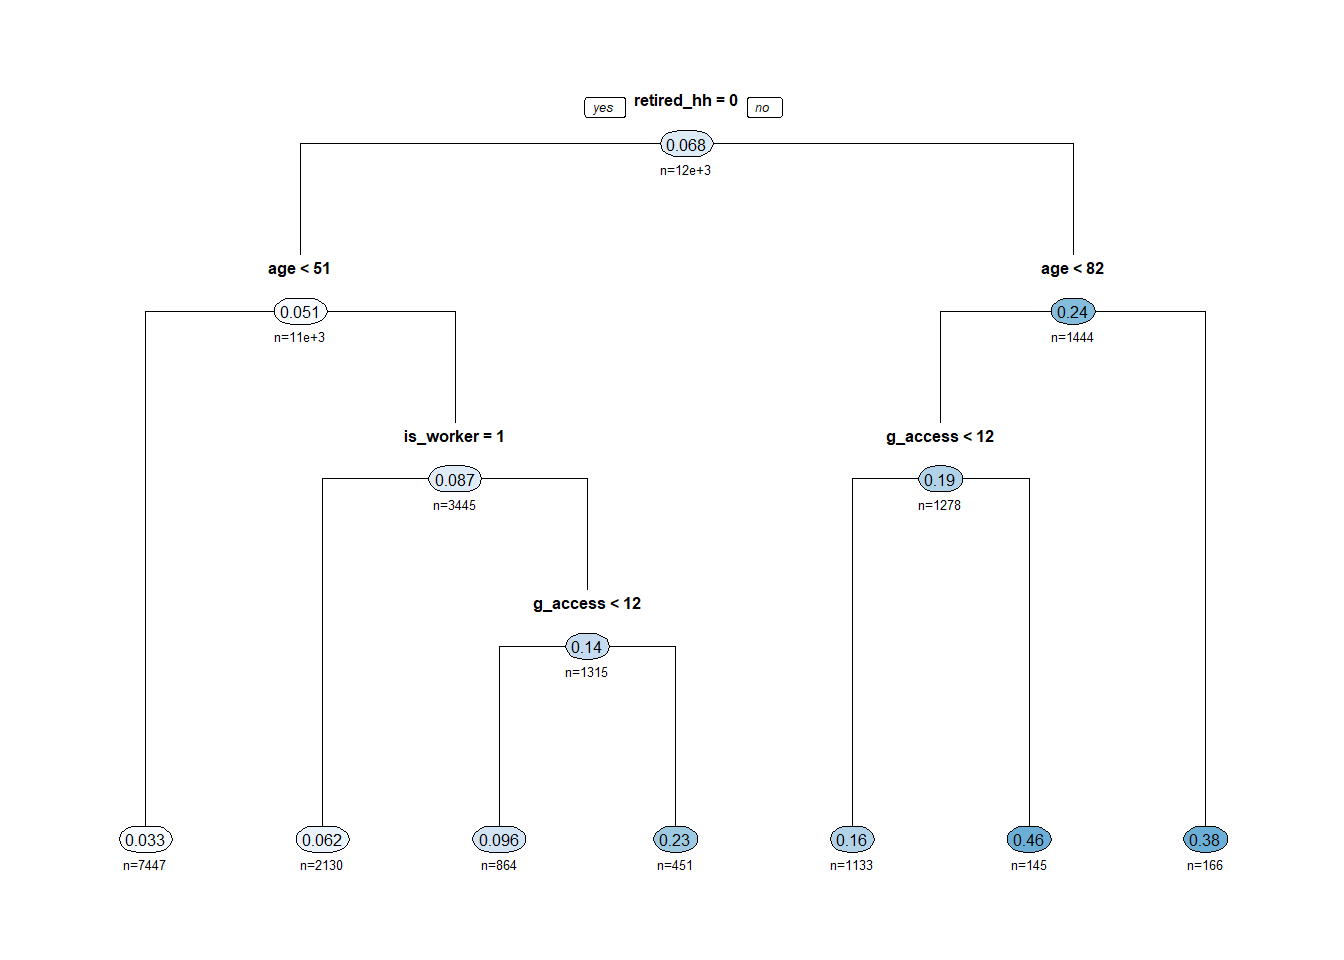 yes retired_hh = 0 no
0.068
n=12e+3
age < 51 age < 82
0.051 0.24
n=11e+3 n=1444
is_worker = 1 g_access < 12
0.087 0.19
n=3445 n=1278
g_access < 12
0.14
n=1315
0.033 0.062 0.096 0.23 0.16 0.46 0.38
n=7447 n=2130 n=864 n=451 n=1133 n=145 n=166